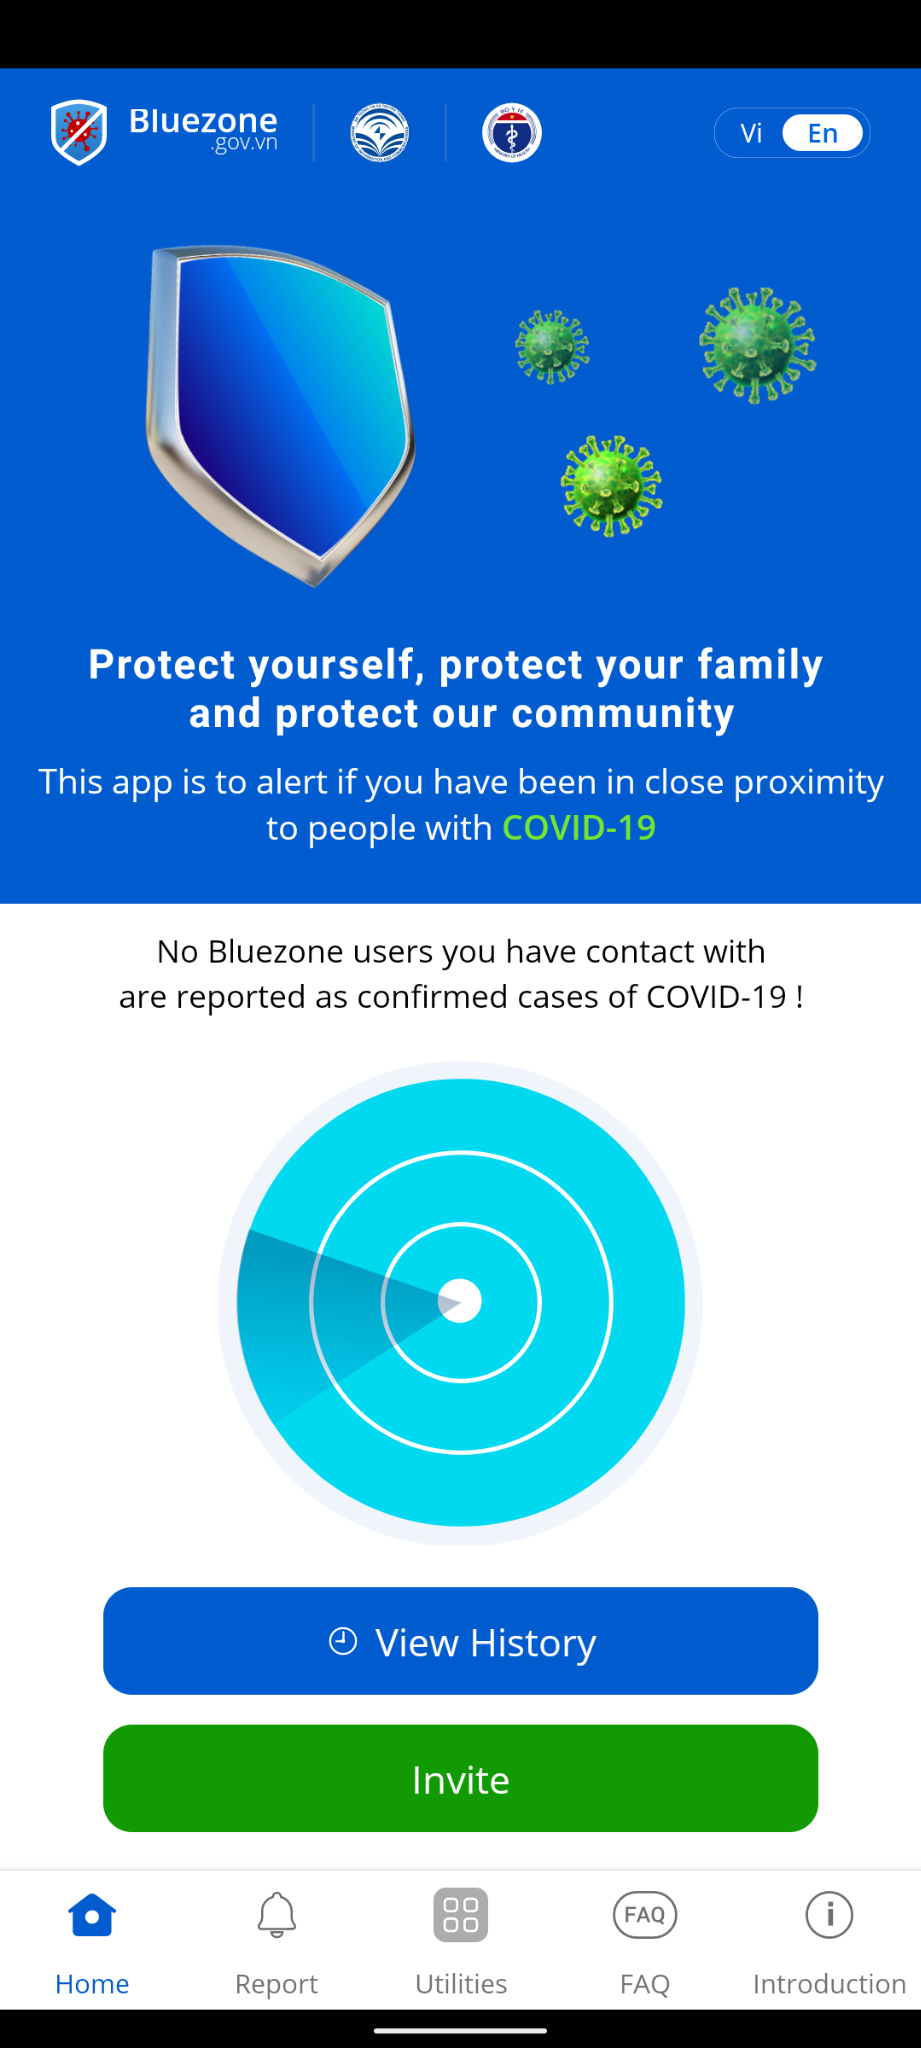 Bluezone
.gov.vn
Vi
En
Protect yourself, protect your family
and protect our community
This app is to alert if you have been in close proximity
to people with COVID-19
No Bluezone users you have contact with
are reported as confirmed cases of COVID-19 !
View History
Invite
FAQ
Home
Report
Utilities
FAQ
Introduction